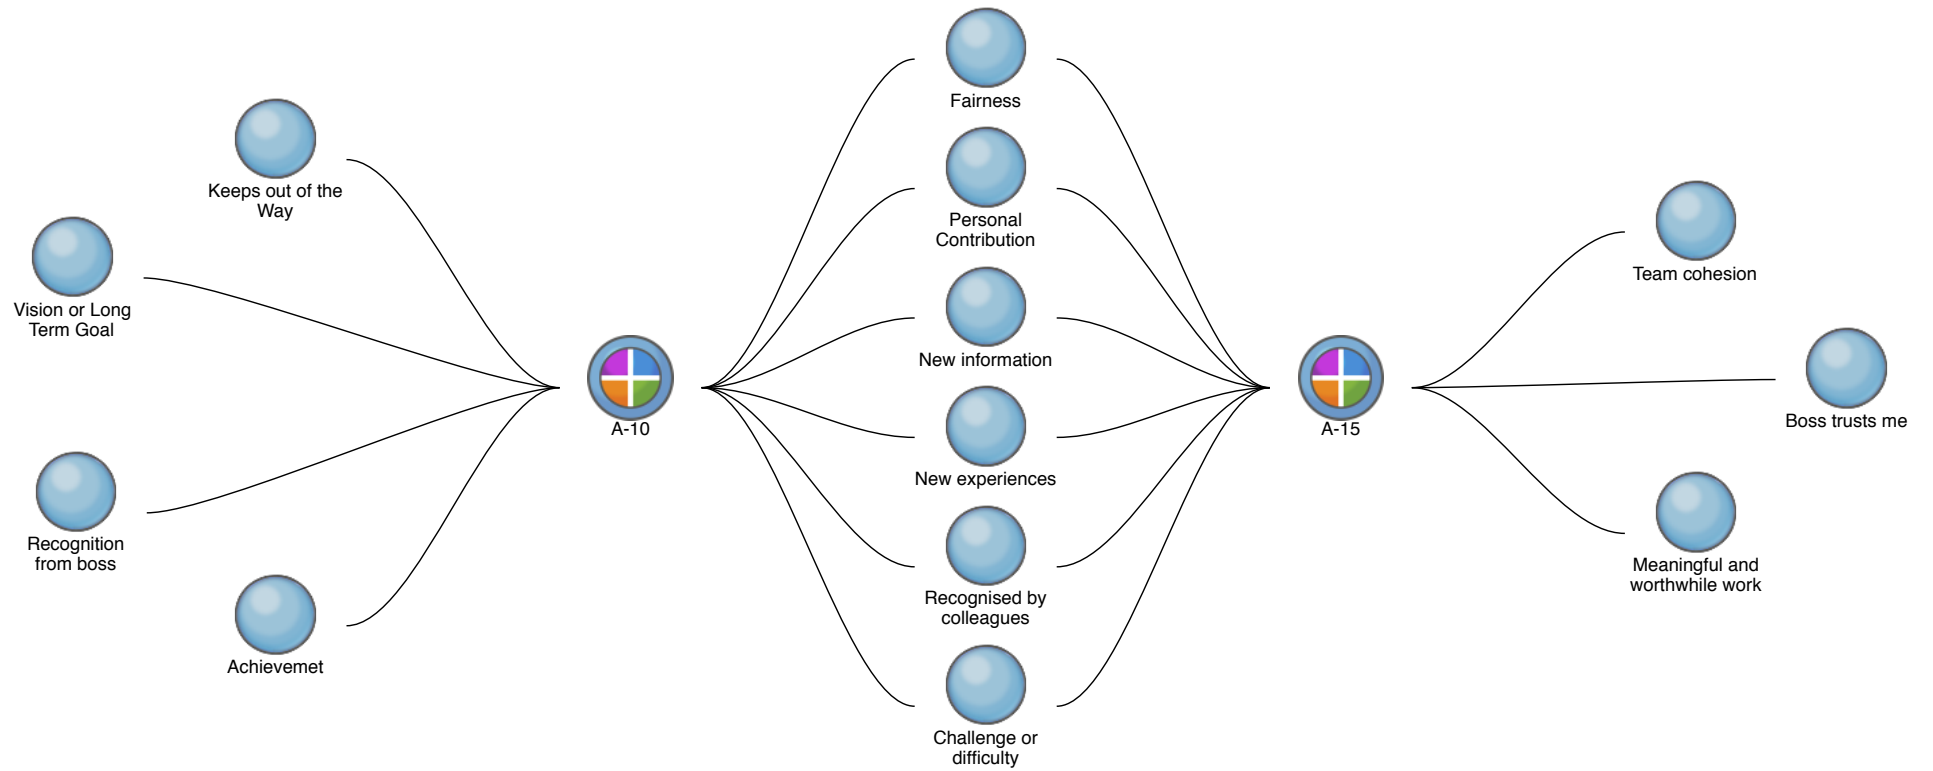 Fairness
Keeps out of the
Way
Personal
Contribution
Team cohesion
Vision or Long
Term Goal
New information
A-10
A-15
Boss trusts me
New experiences
Recognition
from boss
Recognised by
colleagues
Meaningful and
worthwhile work
Achievemet
Challenge or
difficulty